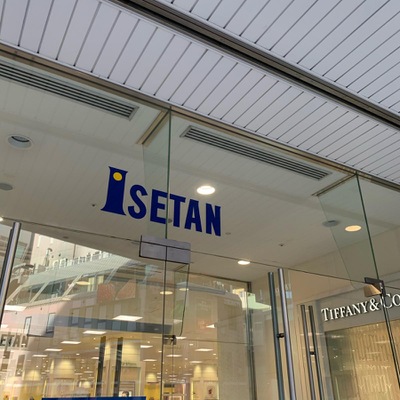 ISETAN
TIFFANY & CO